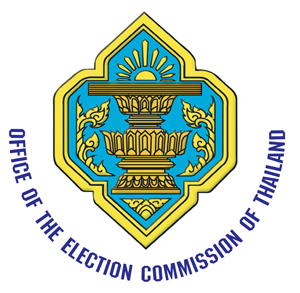 OFFICE OF THE ELECTION COMMISSION OF THAILAND